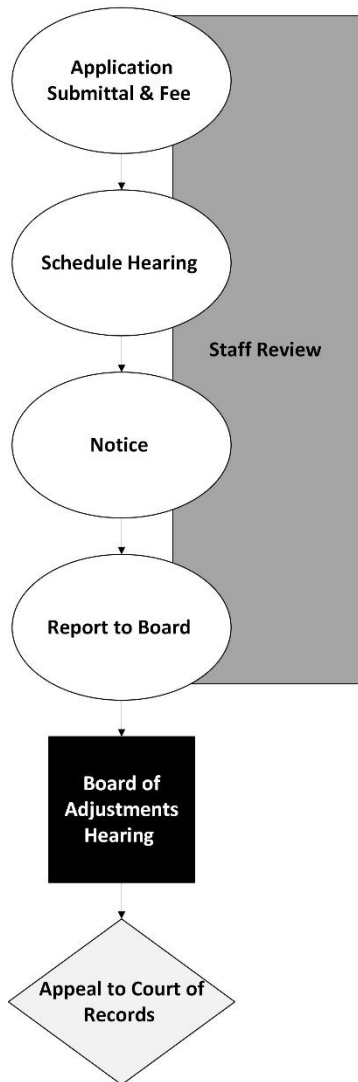 Application
Submittal & Fee
Schedule Hearing
Staff Review
Notice
Report to Board
Board of
Adjustments
Hearing
Appeal to Court of
Records